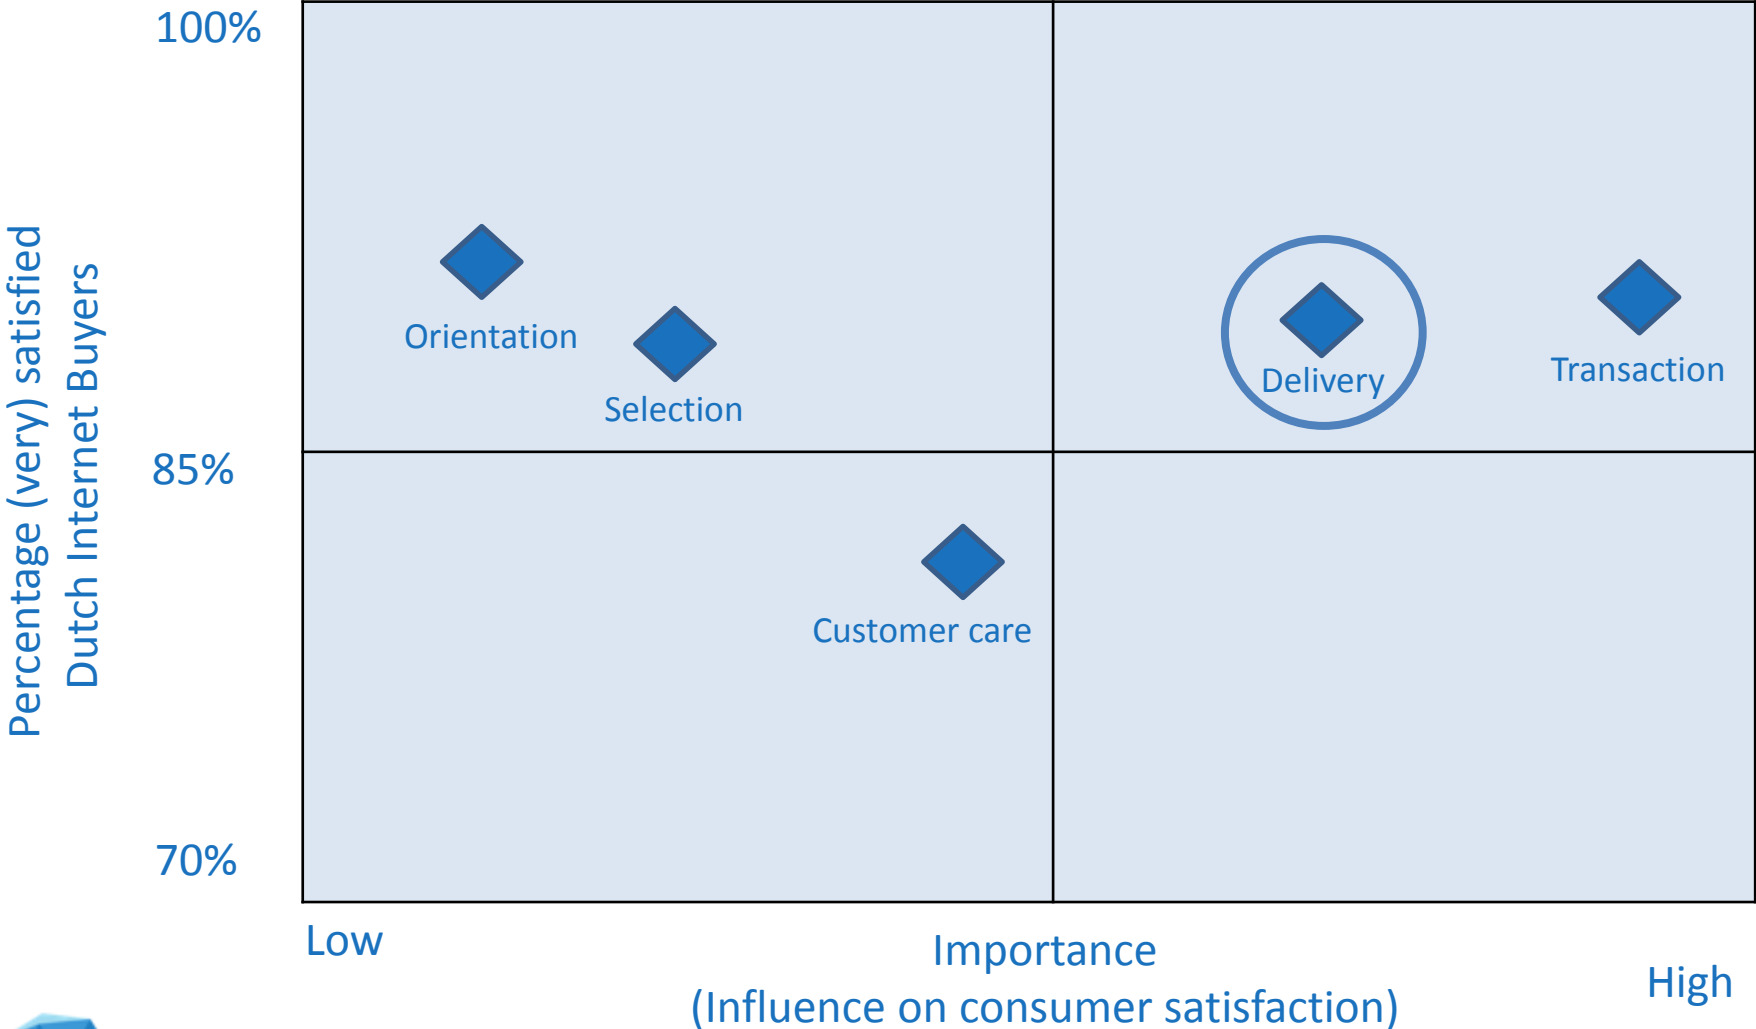 100%
Percentage (very) satisfied
Dutch Internet Buyers
Orientation
Selection
Delivery
Transaction
85%
Customer care
70%
Low
Importance
(Influence on consumer satisfaction)
High